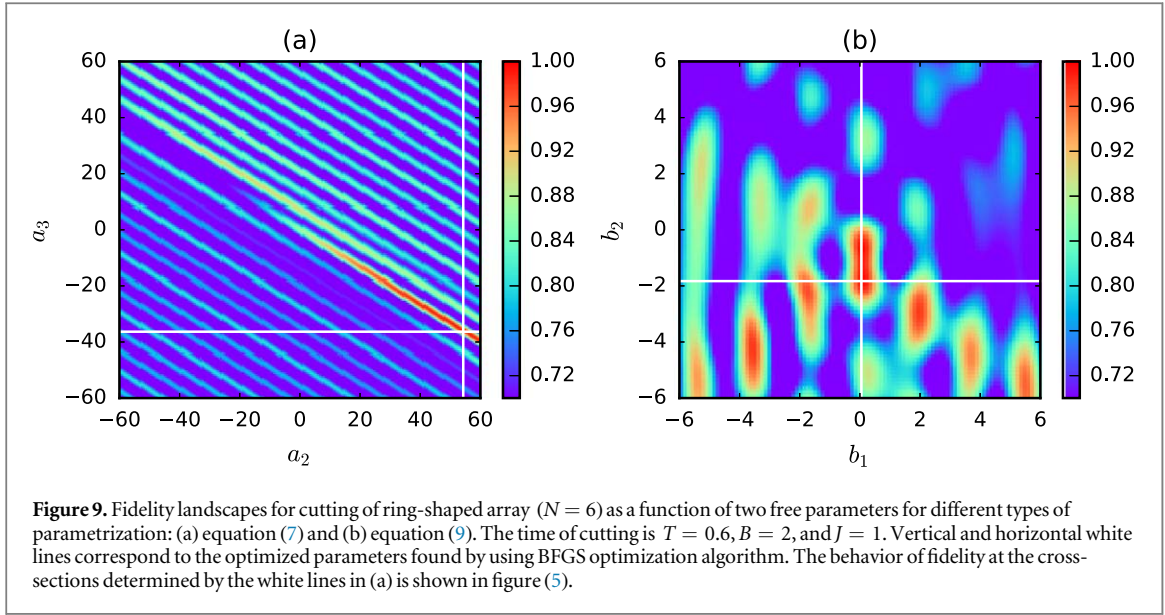 (a)
60
40
20
0
−20
−40
−60
−60 −40 −20 0 20 40 60
a₃
a₂
1.00
0.96
0.92
0.88
0.84
0.80
0.76
0.72
(b)
6
4
2
0
−2
−4
−6
−6 −4 −2 0 2 4 6
b₂
b₁
1.00
0.96
0.92
0.88
0.84
0.80
0.76
0.72
Figure 9. Fidelity landscapes for cutting of ring-shaped array (N = 6) as a function of two free parameters for different types of
parametrization: (a) equation (7) and (b) equation (9). The time of cutting is T = 0.6, B = 2, and J = 1. Vertical and horizontal white
lines correspond to the optimized parameters found by using BFGS optimization algorithm. The behavior of fidelity at the cross-
sections determined by the white lines in (a) is shown in figure (5).